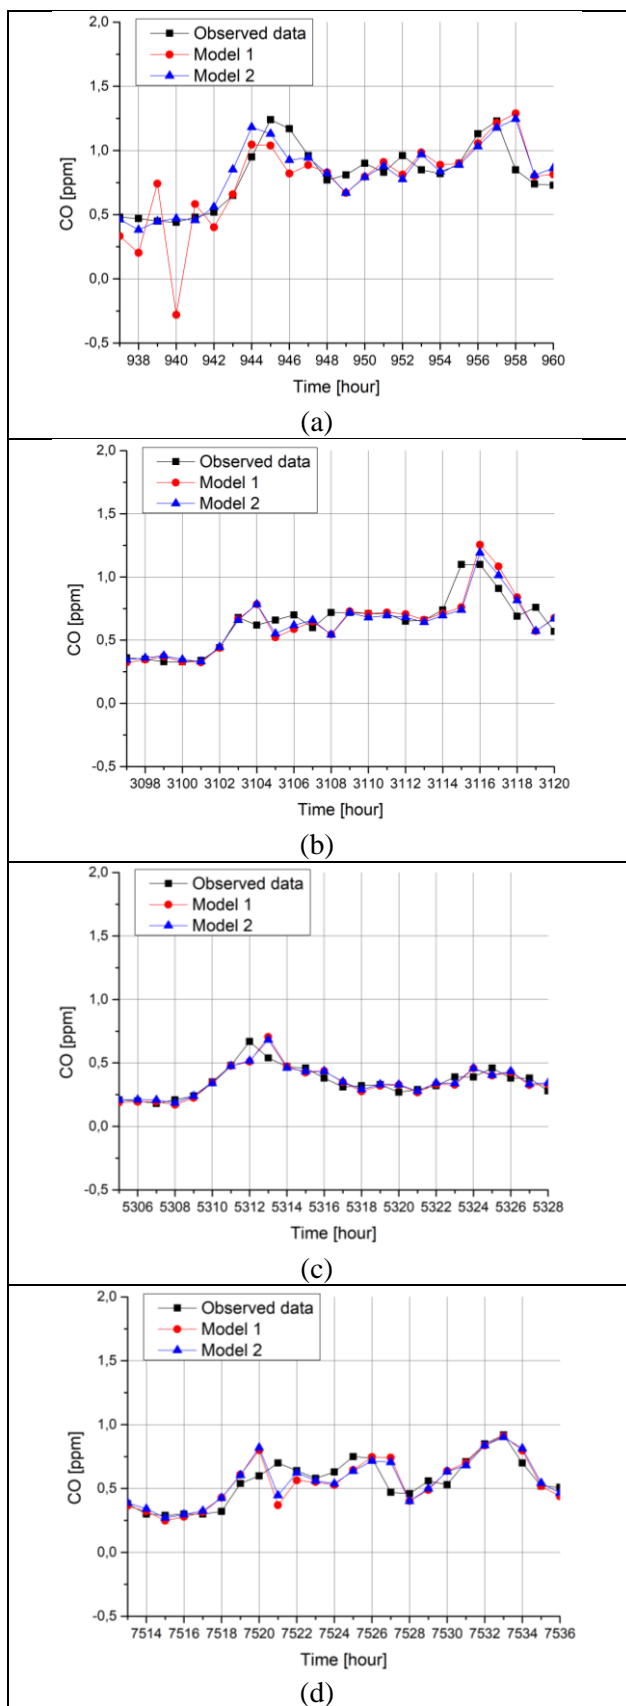 2,0
Observed data
Model 1
1,5
Model 2
1,0
CO [ppm]
0,5
0,0
-0,5
938 940 942 944 946 948 950 952 954 956 958 960
Time [hour]
(a)
2,0
Observed data
Model 1
1,5
Model 2
1,0
CO [ppm]
0,5
0,0
-0,5
3098 3100 3102 3104 3106 3108 3110 3112 3114 3116 3118 3120
Time [hour]
(b)
2,0
Observed data
Model 1
1,5
Model 2
1,0
CO [ppm]
0,5
0,0
-0,5
5306 5308 5310 5312 5314 5316 5318 5320 5322 5324 5326 5328
Time [hour]
(c)
2,0
Observed data
Model 1
1,5
Model 2
1,0
CO [ppm]
0,5
0,0
-0,5
7514 7516 7518 7520 7522 7524 7526 7528 7530 7532 7534 7536
Time [hour]
(d)